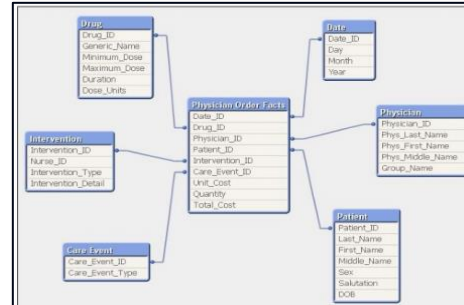 Drug
Drug_ID
Generic_Name
Minimum_Dose
Maximum_Dose
Duration
Dose_Units
Date
Date_ID
Day
Month
Year
Physician Order Facts
Date_ID
Drug_ID
Physician_ID
Patient_ID
Intervention_ID
Care_Event_ID
Unit_Cost
Quantity
Total_Cost
Physician
Physician_ID
Phys_Last_Name
Phys_First_Name
Phys_Middle_Name
Group_Name
Intervention
Intervention_ID
Nurse_ID
Intervention_Type
Intervention_Detail
Patient
Patient_ID
Last_Name
First_Name
Middle_Name
Sex
Salutation
DOB
Care Event
Care_Event_ID
Care_Event_Type